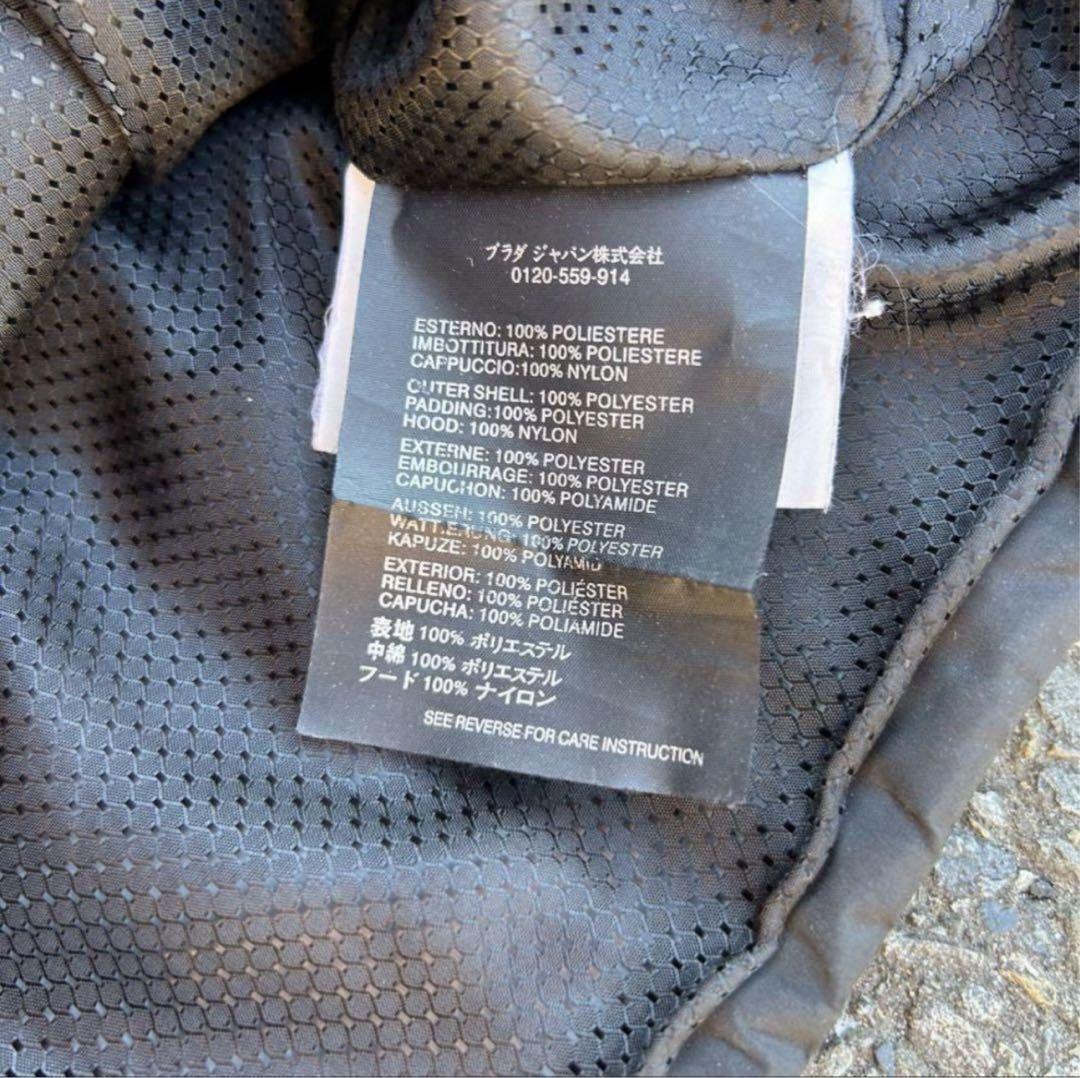 プラダ ジャパン株式会社
0120-559-914
ESTERNO: 100% POLIESTERE
IMBOTTITURA: 100% POLIESTERE
CAPPUCCIO:100% NYLON
OUTER SHELL: 100% POLYESTER
PADDING:100% POLYESTER
HOOD: 100% NYLON
EXTERNE: 100% POLYESTER
EMBOURRAGE: 100% POLYESTER
CAPUCHON: 100% POLYAMIDE
AUSSEN: 100% POLYESTER
WATTIERUNG: 100% POLYESTER
KAPUZE: 100% POLYAMID
EXTERIOR: 100% POLIÉSTER
RELLENO: 100% POLIÉSTER
CAPUCHA: 100% POLIAMIDE
表地 100% ポリエステル
中綿 100% ポリエステル
フード 100% ナイロン
SEE REVERSE FOR CARE INSTRUCTION